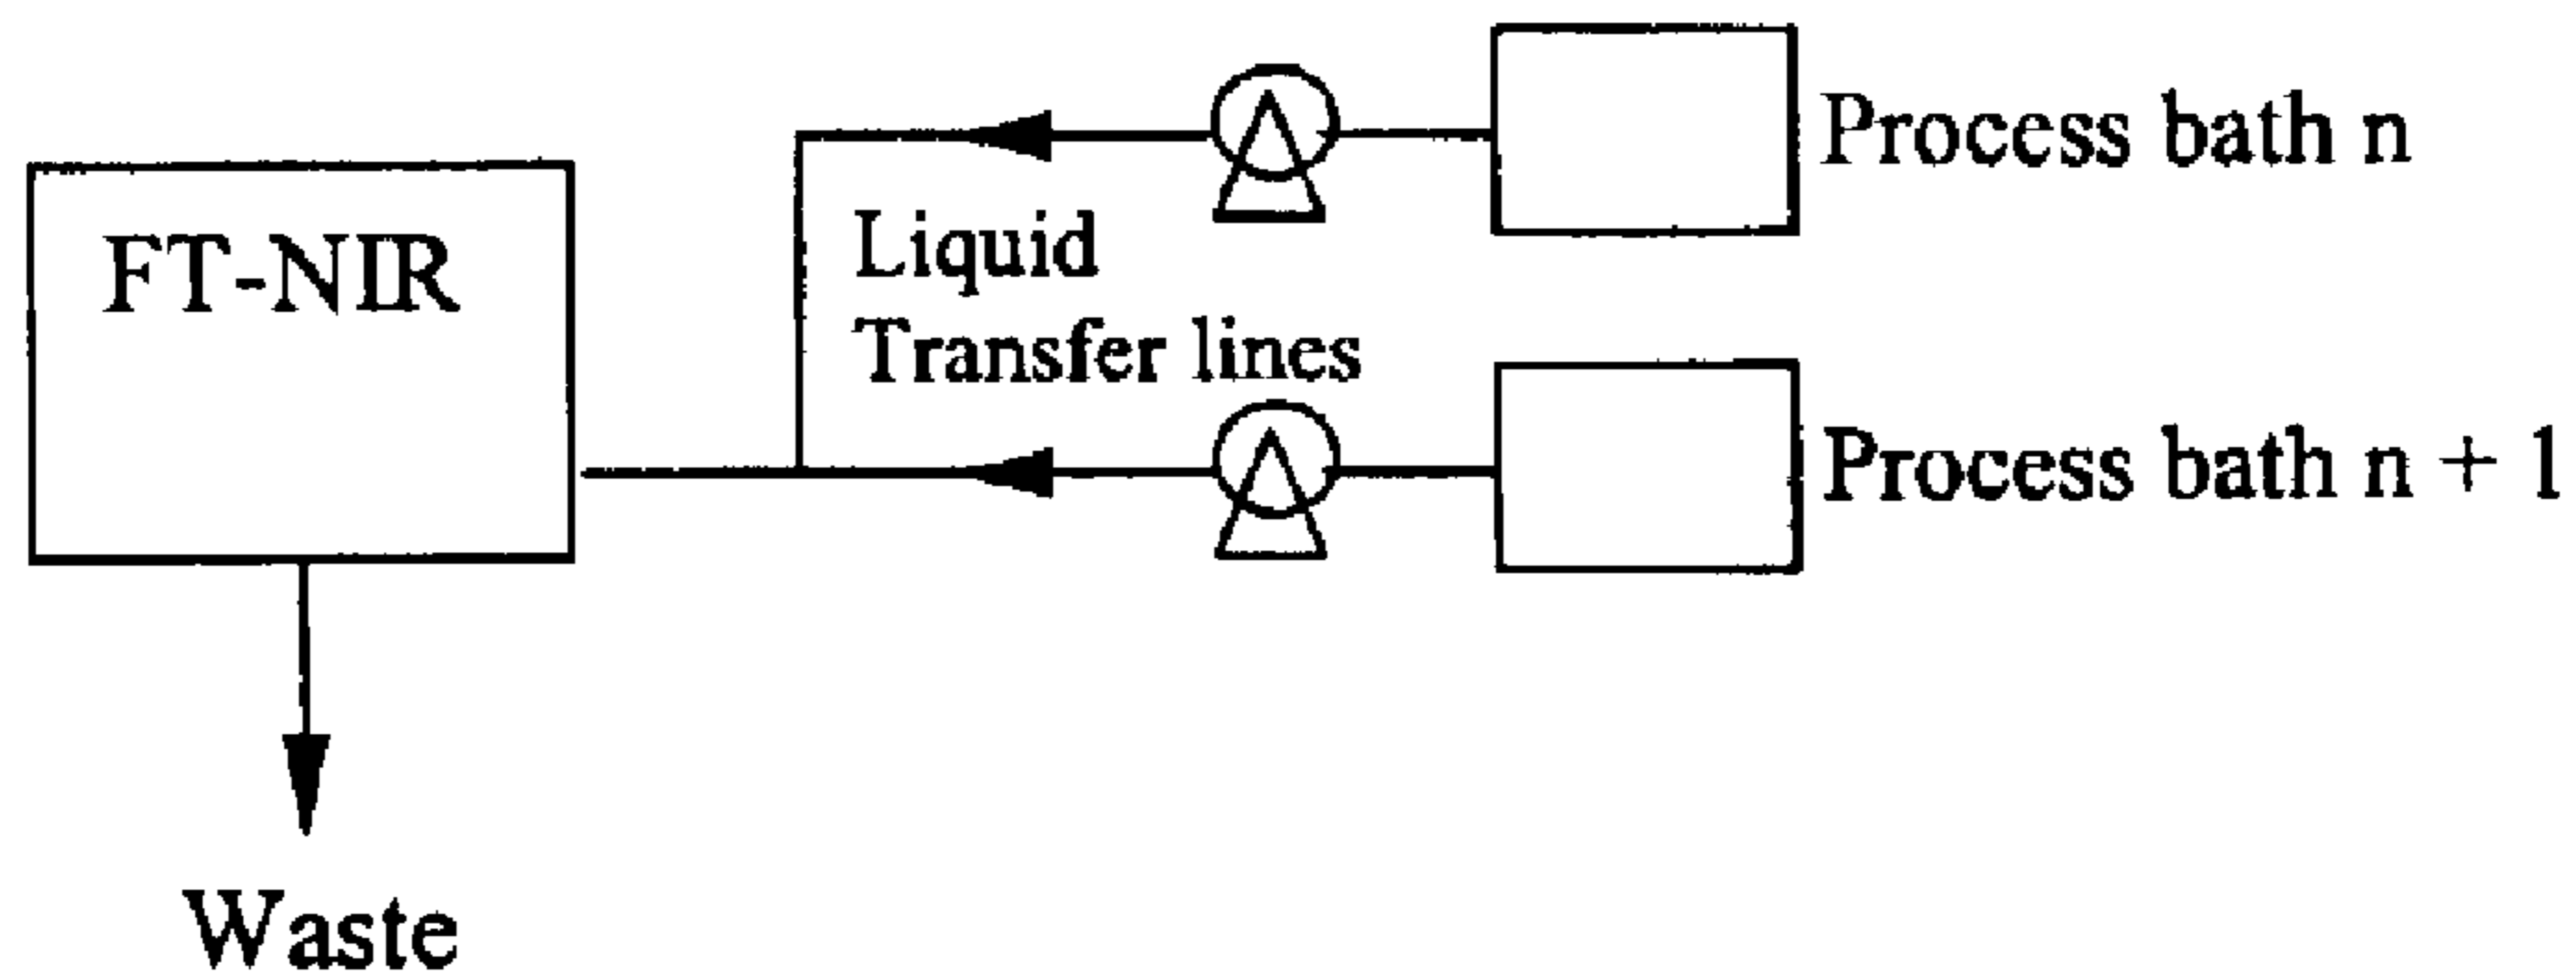 Process bath n
FT-NIR
Liquid
Transfer lines
Process bath n + 1
Waste